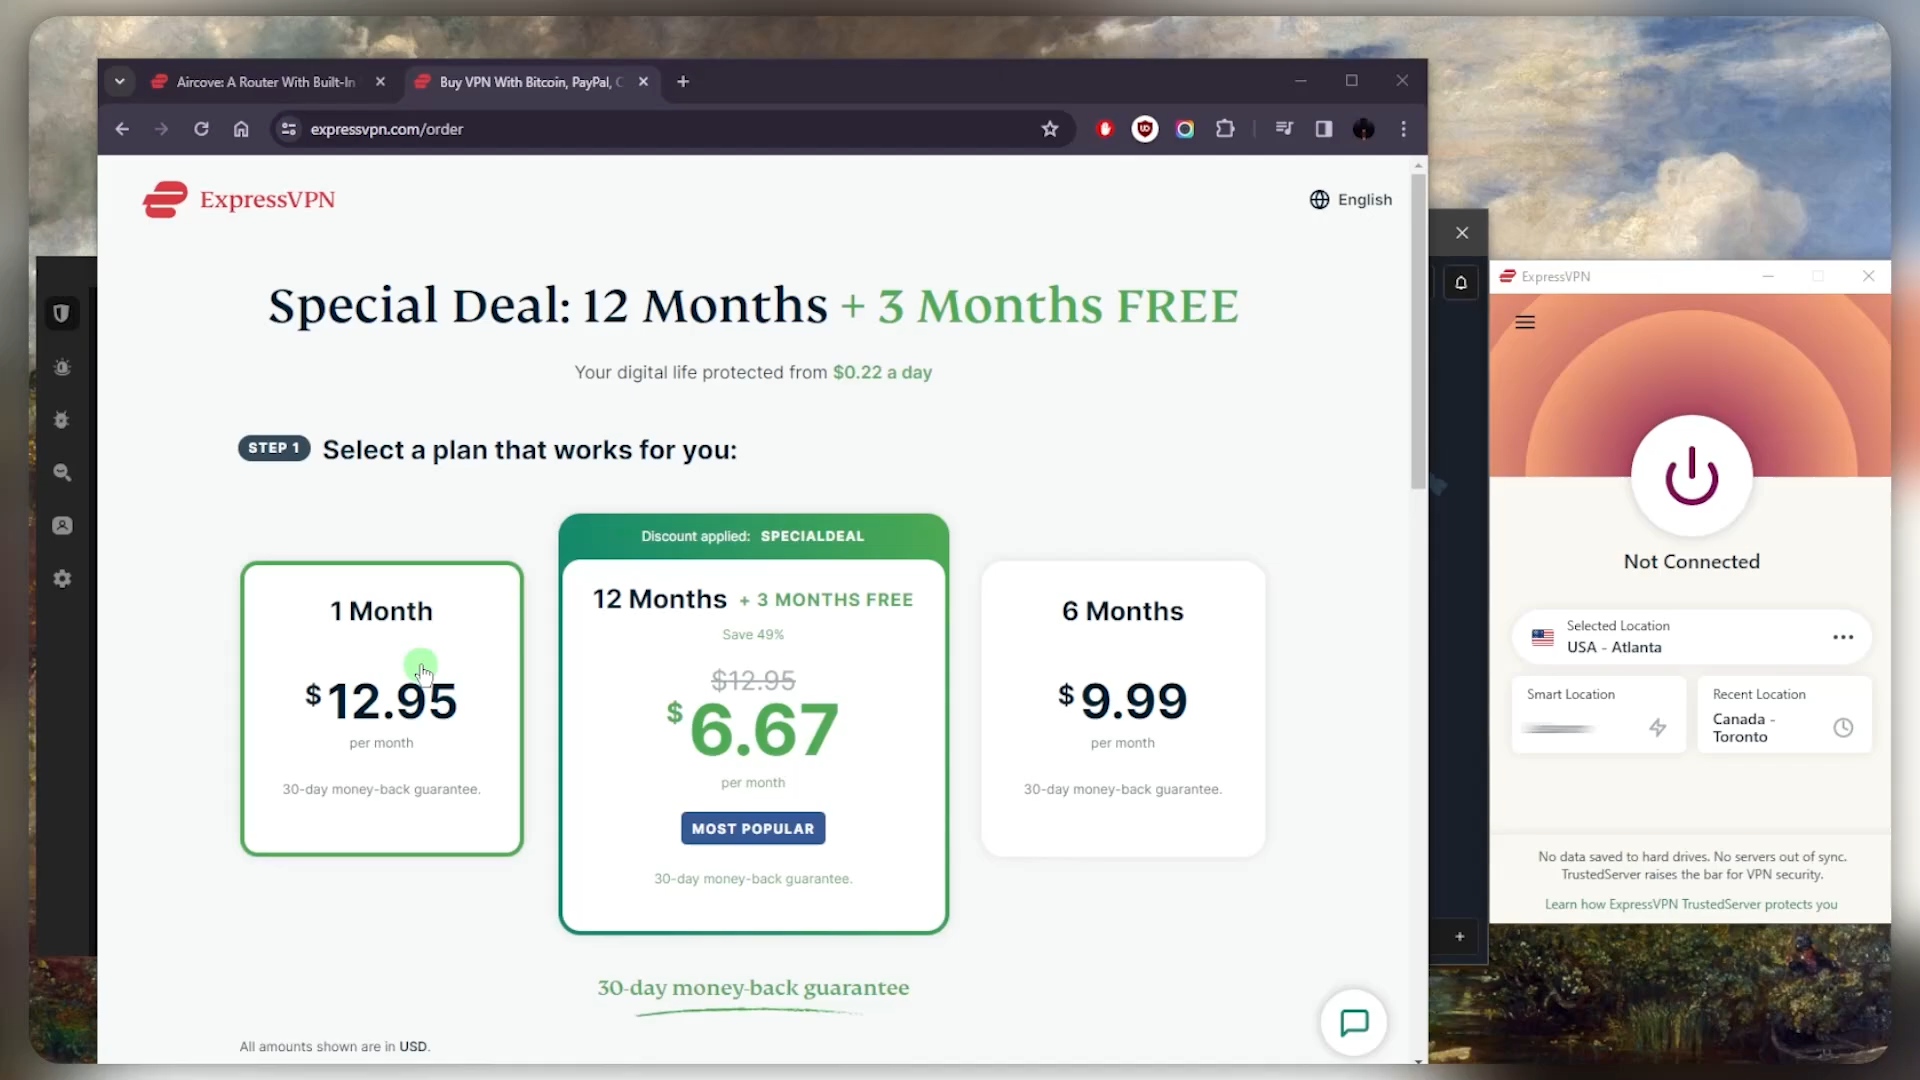 Aircove: A Router With Built-In
Buy VPN With Bitcoin, PayPal, C
expressvpn.com/order
ExpressVPN
English
Special Deal: 12 Months + 3 Months FREE
Your digital life protected from $0.22 a day
STEP 1 Select a plan that works for you:
Discount applied: SPECIALDEAL
1 Month
$12.95
per month
30-day money-back guarantee.
12 Months + 3 MONTHS FREE
Save 49%
$12.95
$6.67
per month
MOST POPULAR
30-day money-back guarantee.
6 Months
$9.99
per month
30-day money-back guarantee.
30-day money-back guarantee
All amounts shown are in USD.
ExpressVPN
Not Connected
Selected Location
USA - Atlanta
Smart Location
Recent Location
Canada -
Toronto
No data saved to hard drives. No servers out of sync.
TrustedServer raises the bar for VPN security.
Learn how ExpressVPN TrustedServer protects you